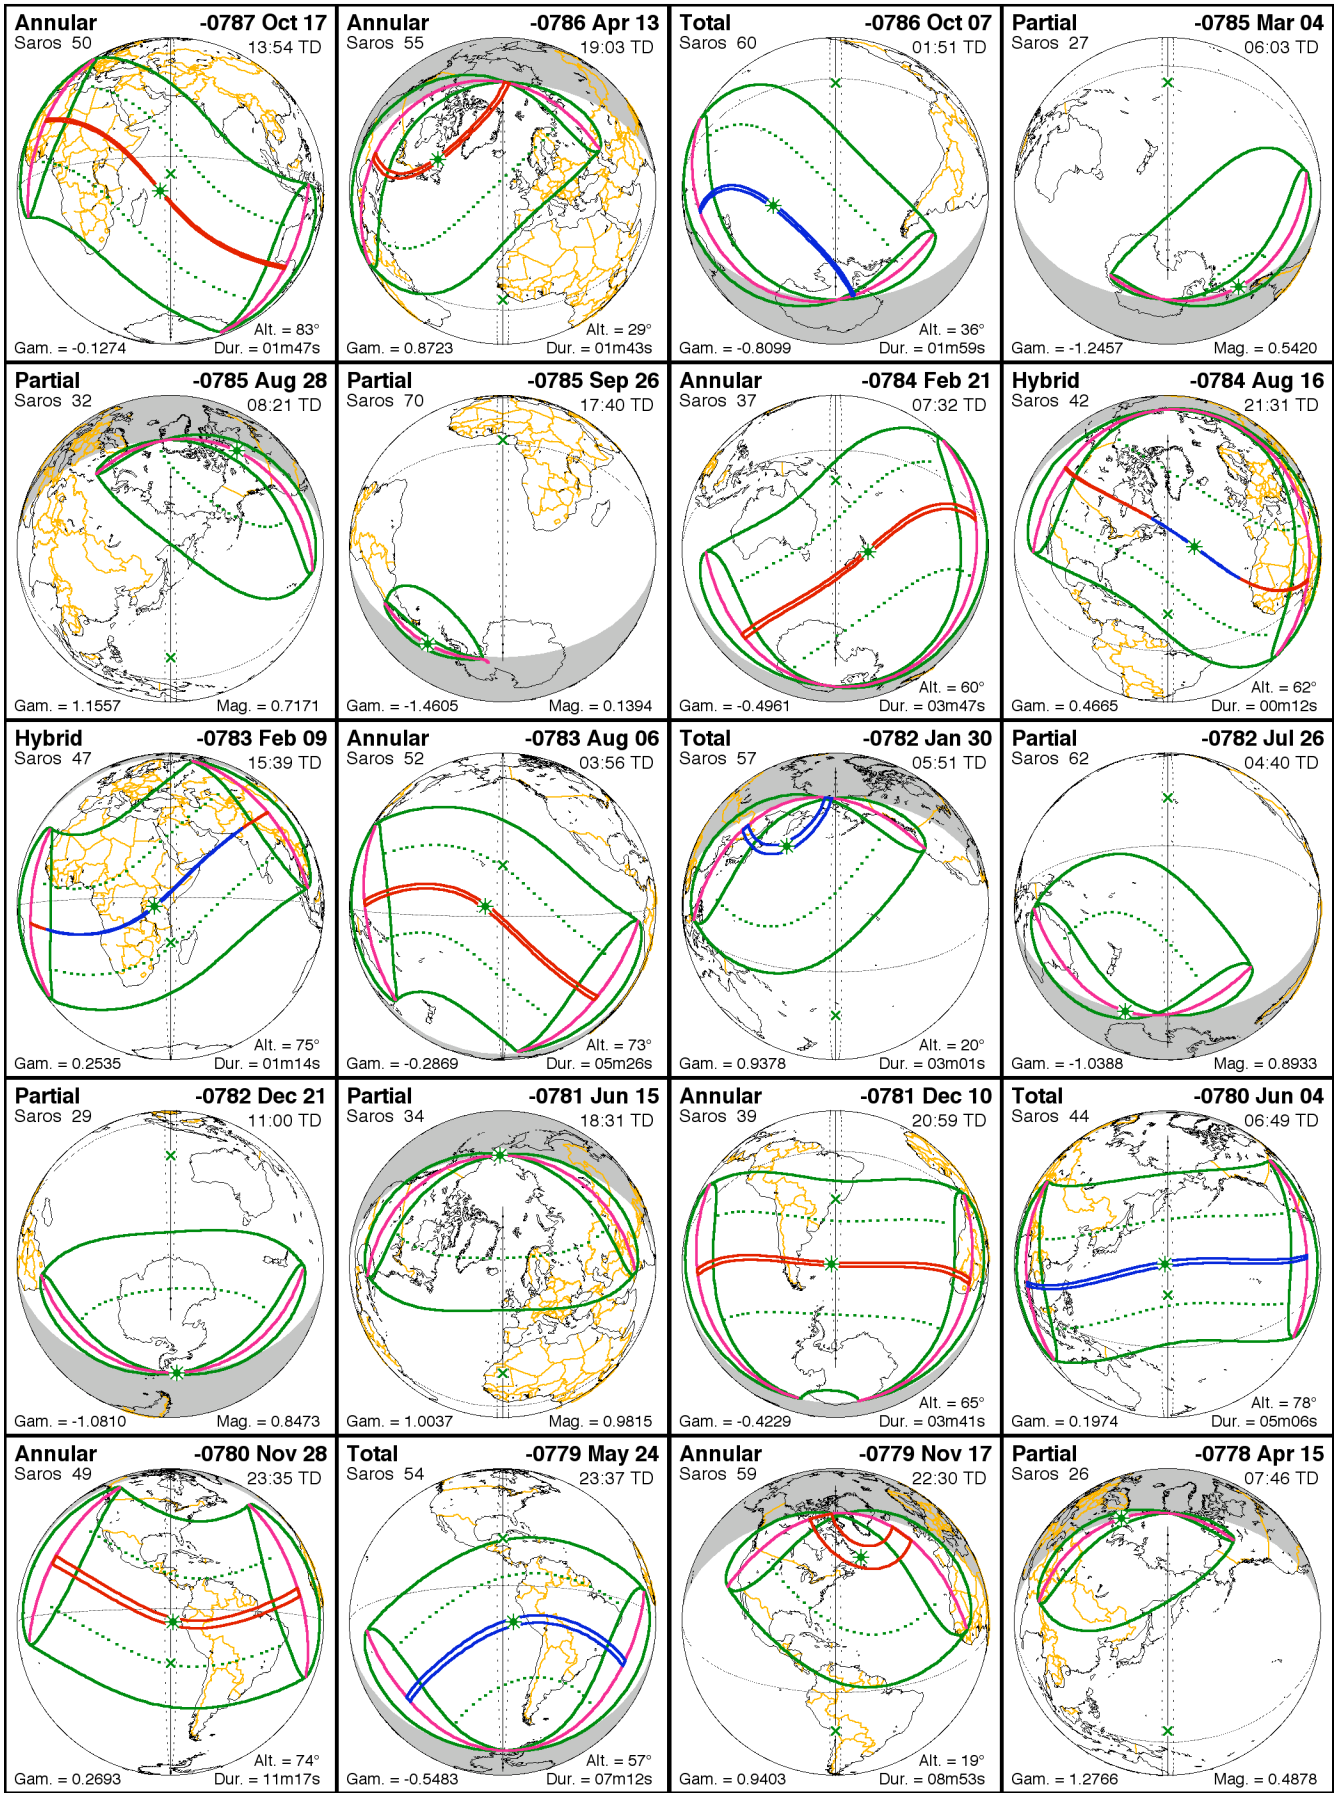 Annular -0787 Oct 17
Saros 50 13:54 TD
Alt. = 83°
Gam. = -0.1274 Dur. = 01m47s
Annular -0786 Apr 13
Saros 55 19:03 TD
Alt. = 29°
Gam. = 0.8723 Dur. = 01m43s
Total -0786 Oct 07
Saros 60 01:51 TD
Alt. = 36°
Gam. = -0.8099 Dur. = 01m59s
Partial -0785 Mar 04
Saros 27 06:03 TD
Gam. = -1.2457 Mag. = 0.5420
Partial -0785 Aug 28
Saros 32 08:21 TD
Gam. = 1.1557 Mag. = 0.7171
Partial -0785 Sep 26
Saros 70 17:40 TD
Gam. = -1.4605 Mag. = 0.1394
Annular -0784 Feb 21
Saros 37 07:32 TD
Alt. = 60°
Gam. = -0.4961 Dur. = 03m47s
Hybrid -0784 Aug 16
Saros 42 21:31 TD
Alt. = 62°
Gam. = 0.4665 Dur. = 00m12s
Hybrid -0783 Feb 09
Saros 47 15:39 TD
Alt. = 75°
Gam. = 0.2535 Dur. = 01m14s
Annular -0783 Aug 06
Saros 52 03:56 TD
Alt. = 73°
Gam. = -0.2869 Dur. = 05m26s
Total -0782 Jan 30
Saros 57 05:51 TD
Alt. = 20°
Gam. = 0.9378 Dur. = 03m01s
Partial -0782 Jul 26
Saros 62 04:40 TD
Gam. = -1.0388 Mag. = 0.8933
Partial -0782 Dec 21
Saros 29 11:00 TD
Gam. = -1.0810 Mag. = 0.8473
Partial -0781 Jun 15
Saros 34 18:31 TD
Gam. = 1.0037 Mag. = 0.9815
Annular -0781 Dec 10
Saros 39 20:59 TD
Alt. = 65°
Gam. = -0.4229 Dur. = 03m41s
Total -0780 Jun 04
Saros 44 06:49 TD
Alt. = 78°
Gam. = 0.1974 Dur. = 05m06s
Annular -0780 Nov 28
Saros 49 23:35 TD
Alt. = 74°
Gam. = 0.2693 Dur. = 11m17s
Total -0779 May 24
Saros 54 23:37 TD
Alt. = 57°
Gam. = -0.5483 Dur. = 07m12s
Annular -0779 Nov 17
Saros 59 22:30 TD
Alt. = 19°
Gam. = 0.9403 Dur. = 08m53s
Partial -0778 Apr 15
Saros 26 07:46 TD
Gam. = 1.2766 Mag. = 0.4878